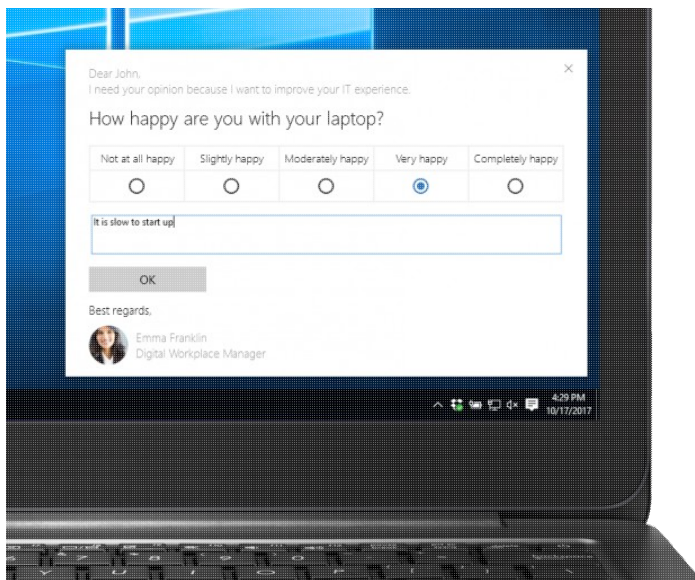 Dear John,
I need your opinion because I want to improve your IT experience.
How happy are you with your laptop?
Not at all happy Slightly happy Moderately happy Very happy Completely happy
It is slow to start up
OK
Best regards,
Emma Franklin
Digital Workplace Manager
4:29 PM
10/17/2017